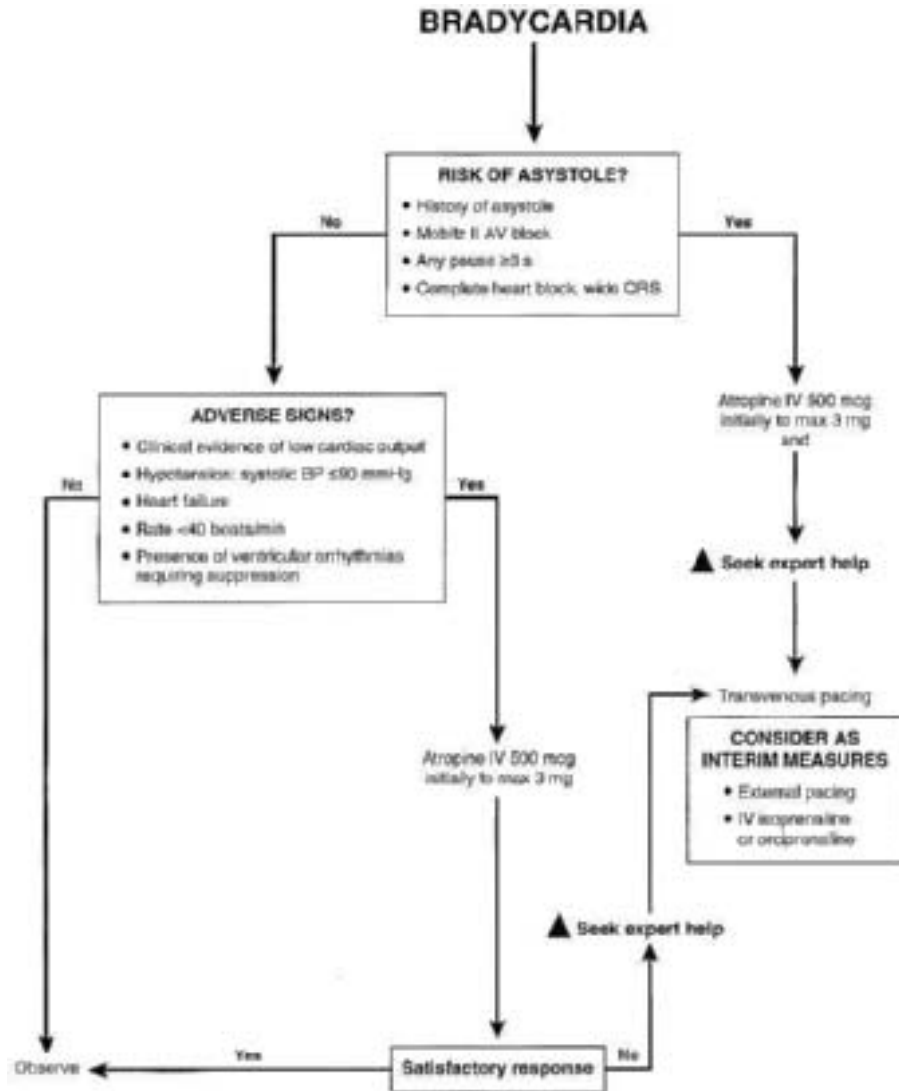 BRADYCARDIA
RISK OF ASYSTOLE?
• History of asystole
• Mobitz II AV block
• Any pause ≥3 s
• Complete heart block, wide QRS
No
Yes
ADVERSE SIGNS?
• Clinical evidence of low cardiac output
• Hypotension: systolic BP ≤90 mmHg
• Heart failure
• Rate <40 beats/min
• Presence of ventricular arrhythmias
requiring suppression
No
Yes
Atropine IV 500 mcg
initially to max 3 mg
and
Seek expert help
Transvenous pacing
CONSIDER AS
INTERIM MEASURES
• External pacing
• IV isoprenaline
or orciprenaline
Atropine IV 500 mcg
initially to max 3 mg
Seek expert help
Satisfactory response
Yes
No
Observe